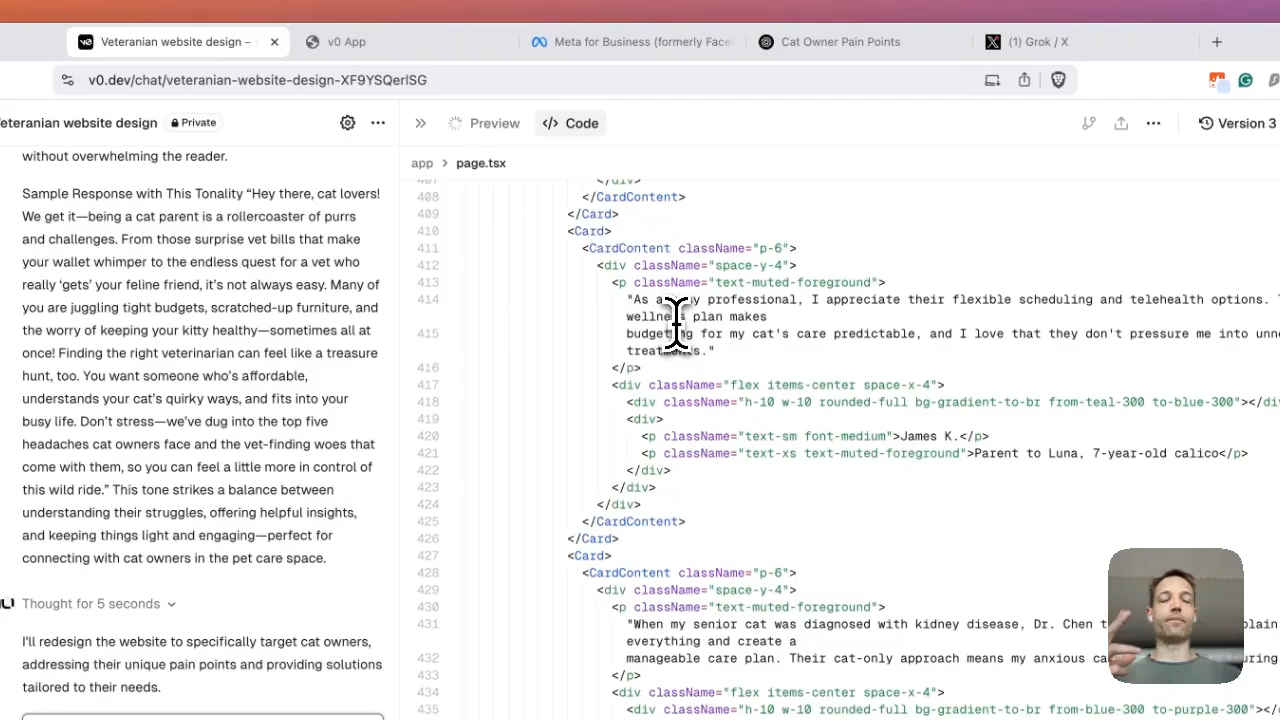 Veteranian website design –
v0 App
Meta for Business (formerly Face
Cat Owner Pain Points
(1) Grok / X
v0.dev/chat/veteranian-website-design-XF9YSQerlSG
eteranian website design
Private
Preview
Code
Version 3
app > page.tsx
without overwhelming the reader.
Sample Response with This Tonality “Hey there, cat lovers!
We get it—being a cat parent is a rollercoaster of purrs
and challenges. From those surprise vet bills that make
your wallet whimper to the endless quest for a vet who
really ‘gets’ your feline friend, it’s not always easy. Many of
you are juggling tight budgets, scratched-up furniture, and
the worry of keeping your kitty healthy—sometimes all at
once! Finding the right veterinarian can feel like a treasure
hunt, too. You want someone who’s affordable,
understands your cat’s quirky ways, and fits into your
busy life. Don’t stress—we’ve dug into the top five
headaches cat owners face and the vet-finding woes that
come with them, so you can feel a little more in control of
this wild ride.” This tone strikes a balance between
understanding their struggles, offering helpful insights,
and keeping things light and engaging—perfect for
connecting with cat owners in the pet care space.
Thought for 5 seconds
I'll redesign the website to specifically target cat owners,
addressing their unique pain points and providing solutions
tailored to their needs.
407 </div>
408 </CardContent>
409 </Card>
410 <Card>
411 <CardContent className="p-6">
412 <div className="space-y-4">
413 <p className="text-muted-foreground">
414 "As a y professional, I appreciate their flexible scheduling and telehealth options.
wellness plan makes
415 budgeting for my cat's care predictable, and I love that they don't pressure me into unn
treatments."
416 </p>
417 <div className="flex items-center space-x-4">
418 <div className="h-10 w-10 rounded-full bg-gradient-to-br from-teal-300 to-blue-300"></di
419 <div>
420 <p className="text-sm font-medium">James K.</p>
421 <p className="text-xs text-muted-foreground">Parent to Luna, 7-year-old calico</p>
422 </div>
423 </div>
424 </div>
425 </CardContent>
426 </Card>
427 <Card>
428 <CardContent className="p-6">
429 <div className="space-y-4">
430 <p className="text-muted-foreground">
431 "When my senior cat was diagnosed with kidney disease, Dr. Chen t plain
everything and create a
432 manageable care plan. Their cat-only approach means my anxious ca uring
433 </p>
434 <div className="flex items-center space-x-4">
435 <div className="h-10 w-10 rounded-full bg-gradient-to-br from-blue-300 to-purple-300"></